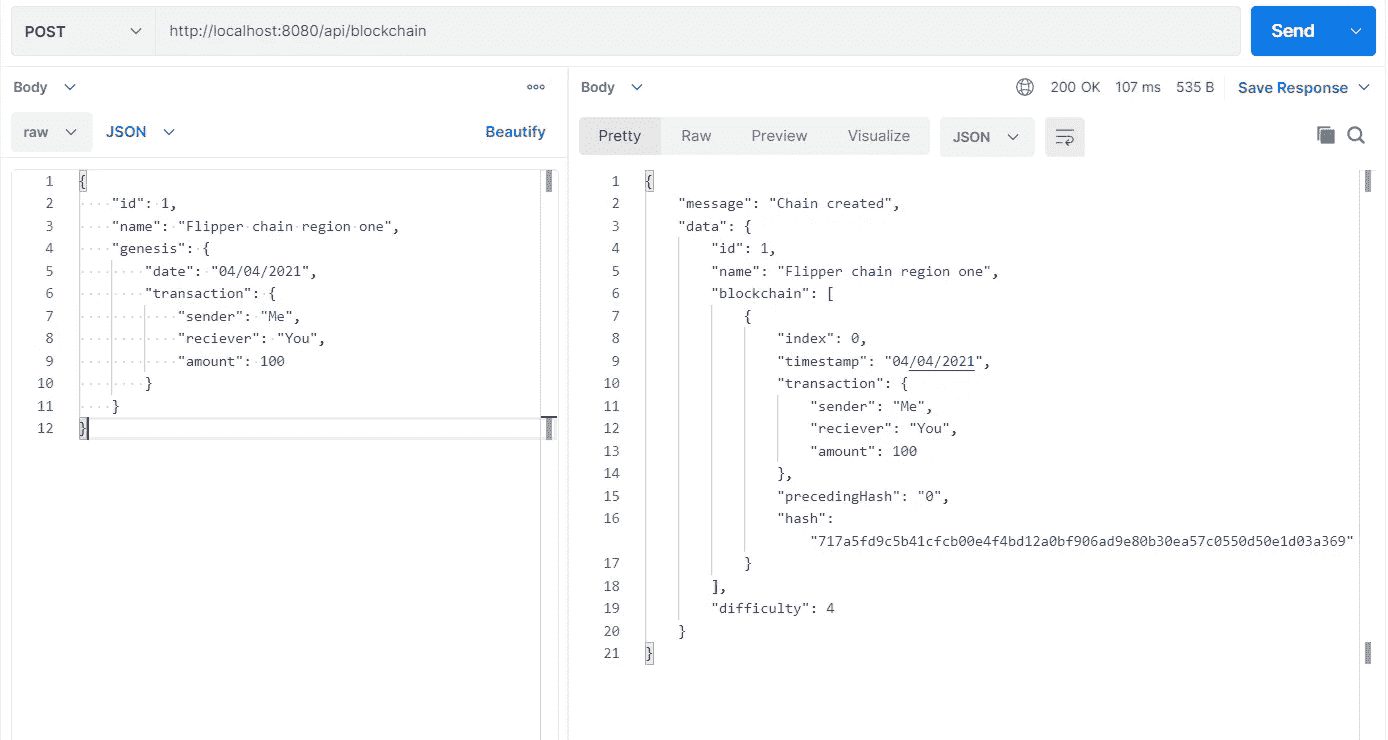 POST http://localhost:8080/api/blockchain Send
Body ooo
raw JSON Beautify
1 {
2 "id": 1,
3 "name": "Flipper chain region one",
4 "genesis": {
5 "date": "04/04/2021",
6 "transaction": {
7 "sender": "Me",
8 "reciever": "You",
9 "amount": 100
10 }
11 }
12 }
Body 200 OK 107 ms 535 B Save Response
Pretty Raw Preview Visualize JSON
1 {
2 "message": "Chain created",
3 "data": {
4 "id": 1,
5 "name": "Flipper chain region one",
6 "blockchain": [
7 {
8 "index": 0,
9 "timestamp": "04/04/2021",
10 "transaction": {
11 "sender": "Me",
12 "reciever": "You",
13 "amount": 100
14 },
15 "precedingHash": "0",
16 "hash":
"717a5fd9c5b41cfcb00e4f4bd12a0bf906ad9e80b30ea57c0550d50e1d03a369"
17 }
18 ],
19 "difficulty": 4
20 }
21 }